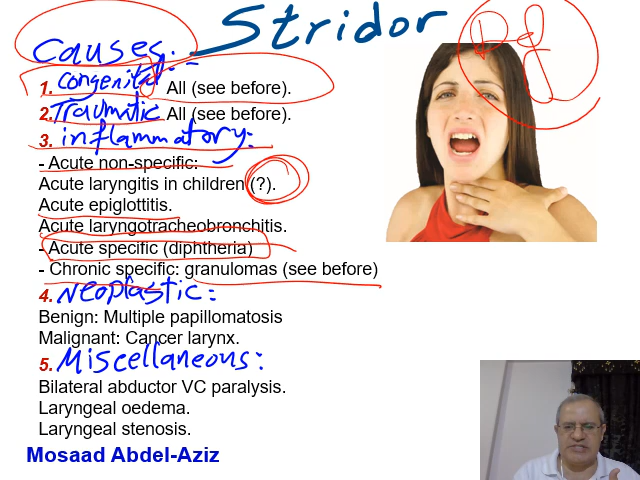 Stridor
Causes:-
1. Congenital: All (see before).
2. Traumatic All (see before).
3. inflammatory:
- Acute non-specific:
Acute laryngitis in children (?).
Acute epiglottitis.
Acute laryngotracheobronchitis.
- Acute specific (diphtheria)
- Chronic specific: granulomas (see before)
4. Neoplastic:
Benign: Multiple papillomatosis
Malignant: Cancer larynx.
5. Miscellaneous:
Bilateral abductor VC paralysis.
Laryngeal oedema.
Laryngeal stenosis.
Mosaad Abdel-Aziz